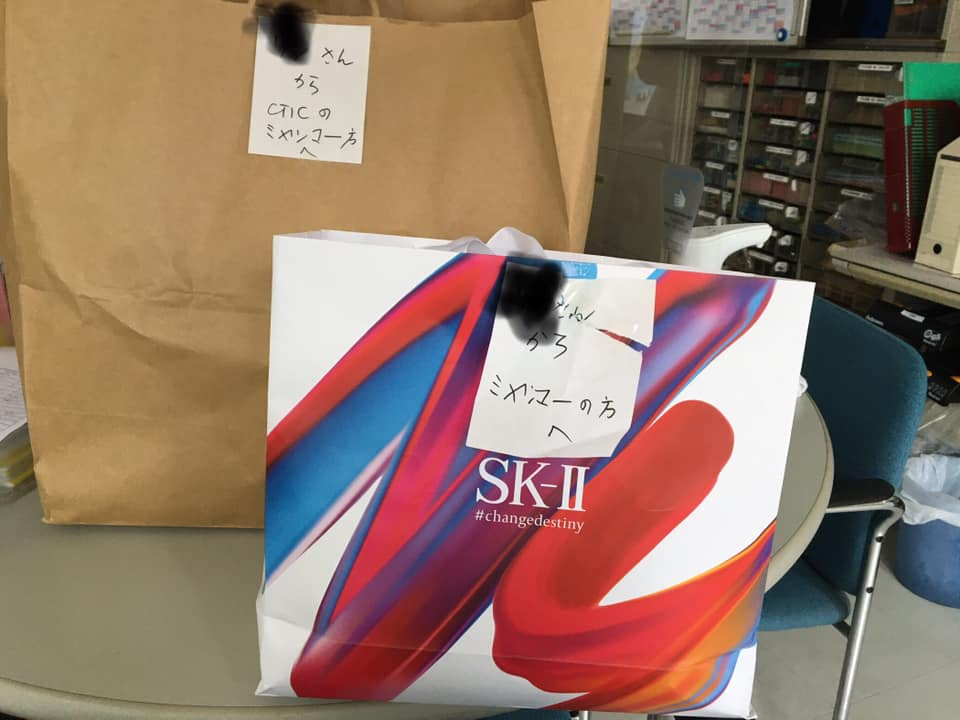 さん
から
CTICの
ミャンマー方
へ
から
ミャンマーの方
へ
SK-II
#changedestiny